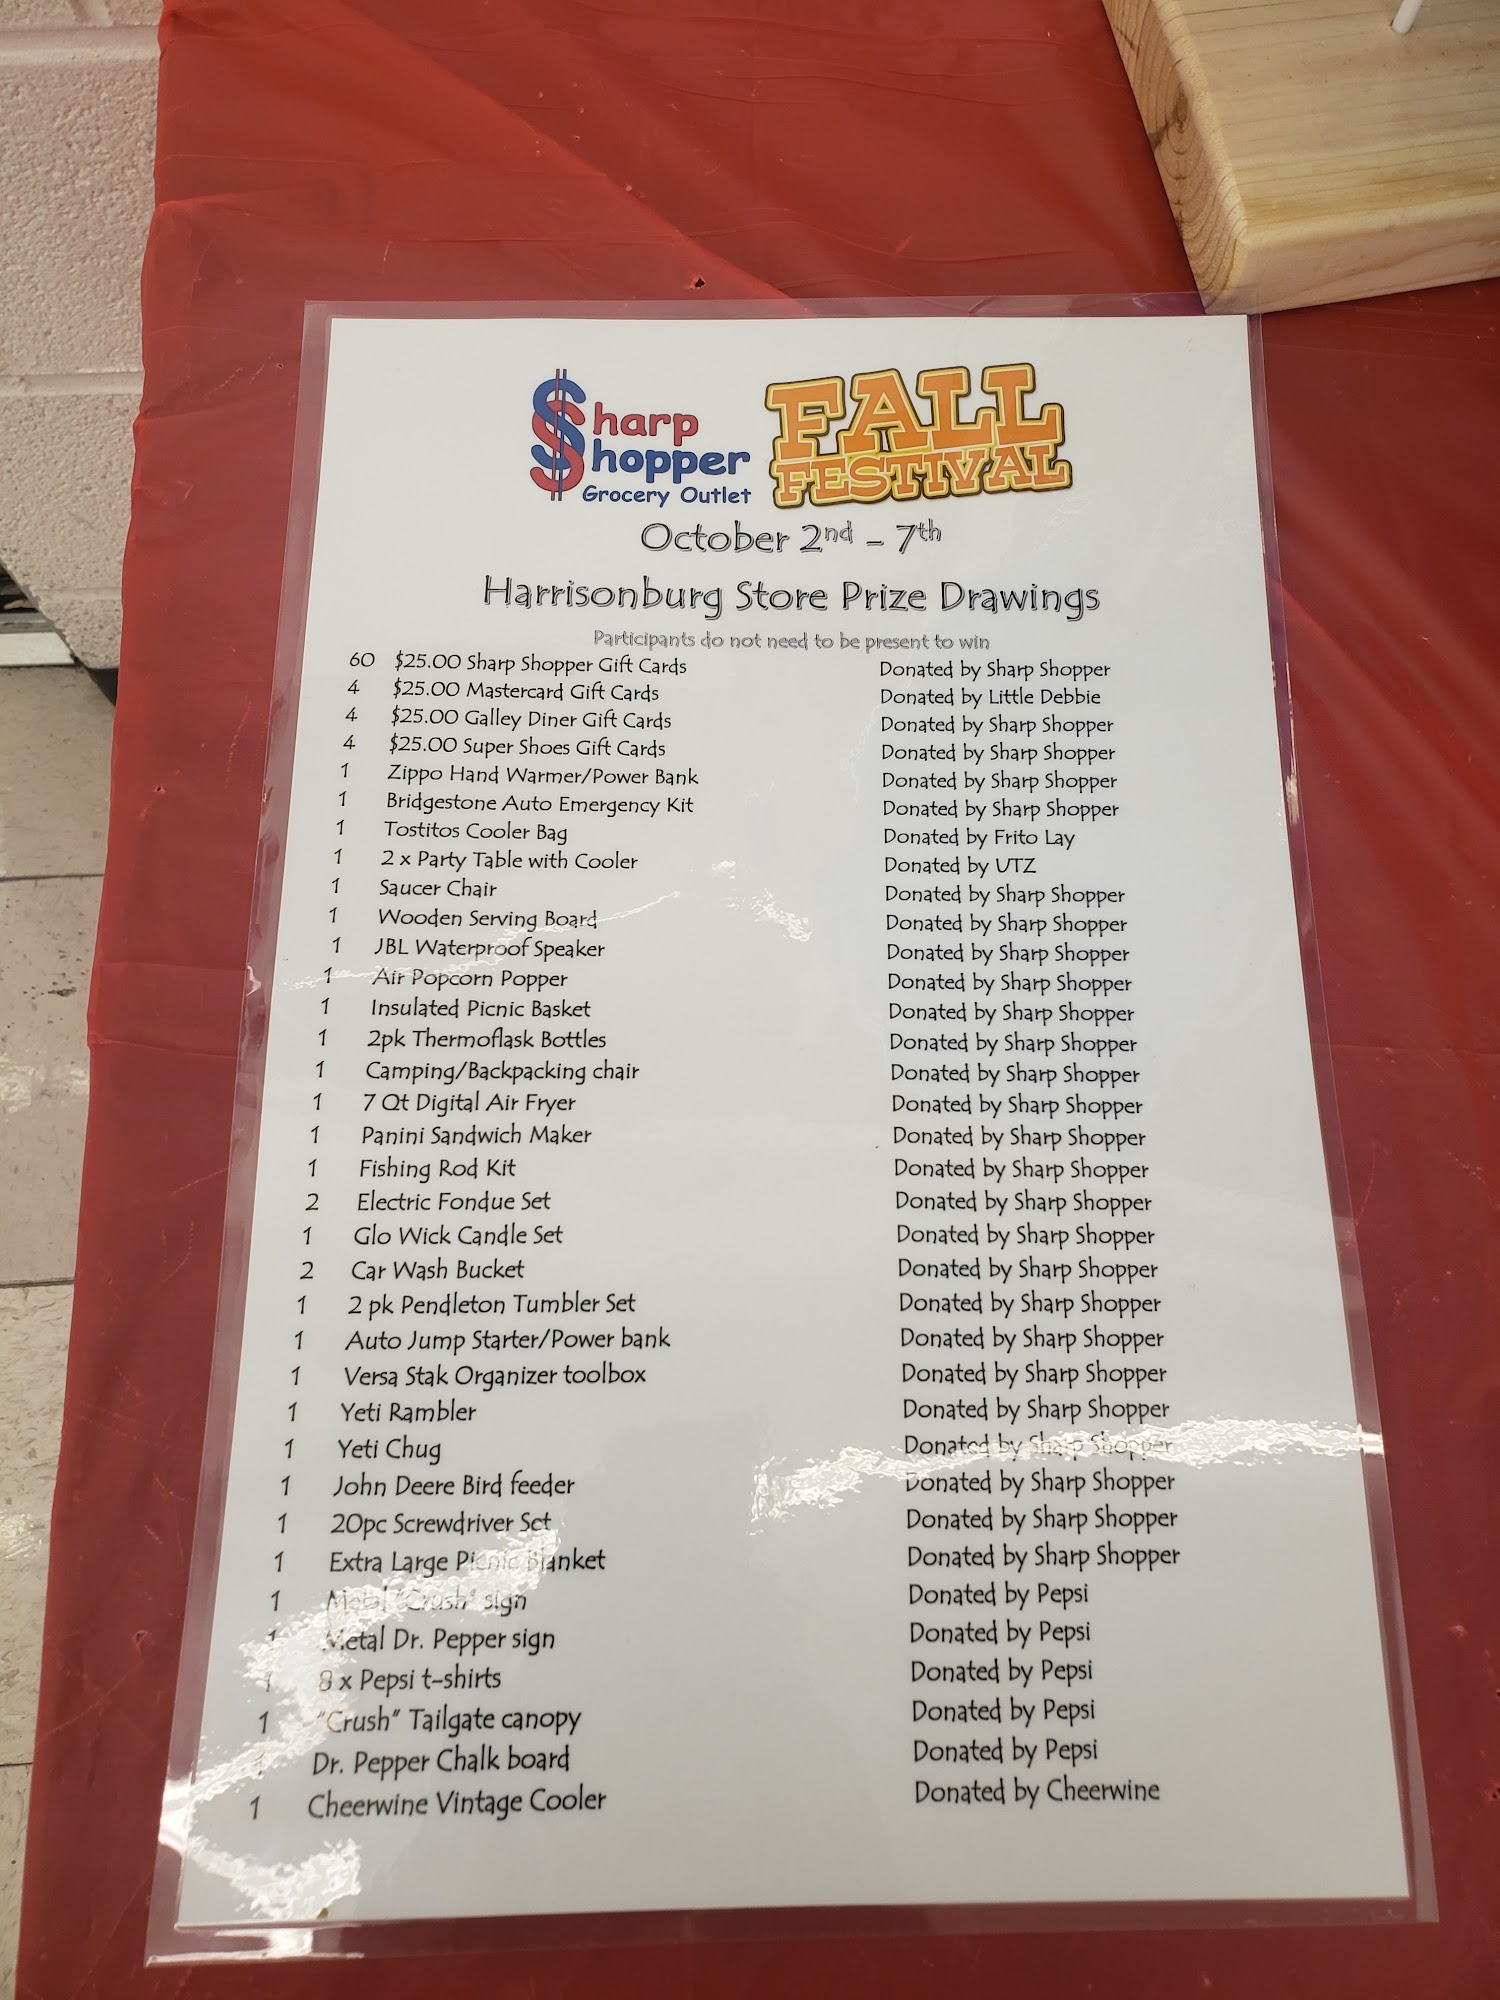 Sharp
Shopper
Grocery Outlet
FALL
FESTIVAL
October 2nd - 7th
Harrisonburg Store Prize Drawings
Participants do not need to be present to win
60 $25.00 Sharp Shopper Gift Cards Donated by Sharp Shopper
4 $25.00 Mastercard Gift Cards Donated by Little Debbie
4 $25.00 Galley Diner Gift Cards Donated by Sharp Shopper
4 $25.00 Super Shoes Gift Cards Donated by Sharp Shopper
1 Zippo Hand Warmer/Power Bank Donated by Sharp Shopper
1 Bridgestone Auto Emergency Kit Donated by Sharp Shopper
1 Tostitos Cooler Bag Donated by Frito Lay
1 2 x Party Table with Cooler Donated by UTZ
1 Saucer Chair Donated by Sharp Shopper
1 Wooden Serving Board Donated by Sharp Shopper
1 JBL Waterproof Speaker Donated by Sharp Shopper
1 Air Popcorn Popper Donated by Sharp Shopper
1 Insulated Picnic Basket Donated by Sharp Shopper
1 2pk Thermoflask Bottles Donated by Sharp Shopper
1 Camping/Backpacking chair Donated by Sharp Shopper
1 7 Qt Digital Air Fryer Donated by Sharp Shopper
1 Panini Sandwich Maker Donated by Sharp Shopper
1 Fishing Rod Kit Donated by Sharp Shopper
2 Electric Fondue Set Donated by Sharp Shopper
1 Glo Wick Candle Set Donated by Sharp Shopper
2 Car Wash Bucket Donated by Sharp Shopper
1 2 pk Pendleton Tumbler Set Donated by Sharp Shopper
1 Auto Jump Starter/Power bank Donated by Sharp Shopper
1 Versa Stak Organizer toolbox Donated by Sharp Shopper
1 Yeti Rambler Donated by Sharp Shopper
1 Yeti Chug Donated by Sharp Shopper
1 John Deere Bird feeder Donated by Sharp Shopper
1 20pc Screwdriver Set Donated by Sharp Shopper
1 Extra Large Picnic Blanket Donated by Sharp Shopper
1 Metal "Crush" sign Donated by Pepsi
1 Metal Dr. Pepper sign Donated by Pepsi
1 8 x Pepsi t-shirts Donated by Pepsi
1 "Crush" Tailgate canopy Donated by Pepsi
1 Dr. Pepper Chalk board Donated by Pepsi
1 Cheerwine Vintage Cooler Donated by Cheerwine